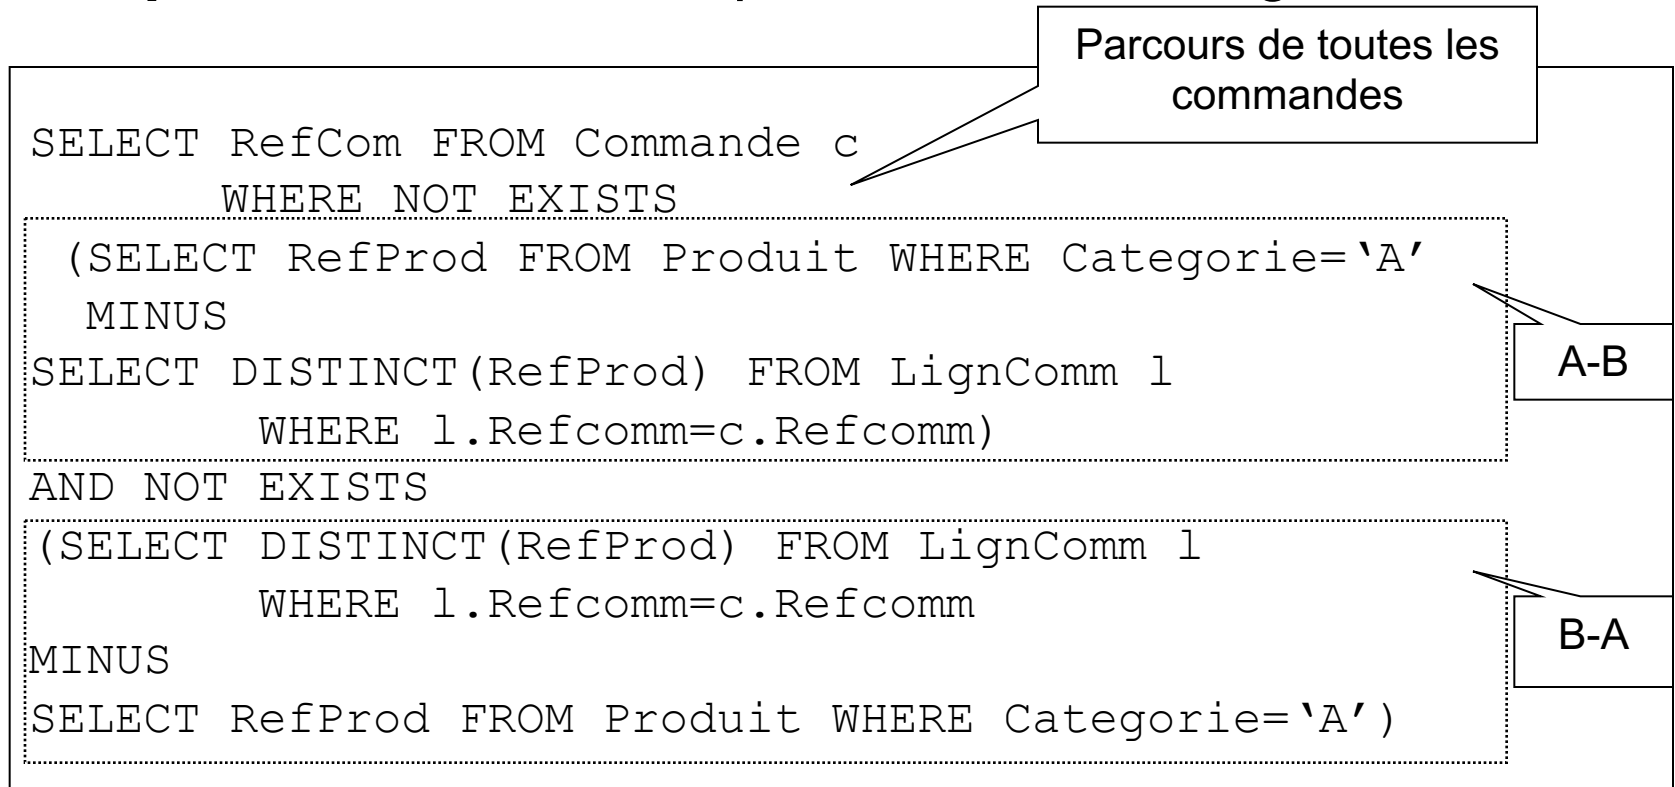 Parcours de toutes les
commandes
SELECT RefCom FROM Commande c
WHERE NOT EXISTS
(SELECT RefProd FROM Produit WHERE Categorie=‘A’
MINUS
SELECT DISTINCT(RefProd) FROM LignComm l
WHERE l.Refcomm=c.Refcomm)
A-B
AND NOT EXISTS
(SELECT DISTINCT(RefProd) FROM LignComm l
WHERE l.Refcomm=c.Refcomm
MINUS
SELECT RefProd FROM Produit WHERE Categorie=‘A’)
B-A